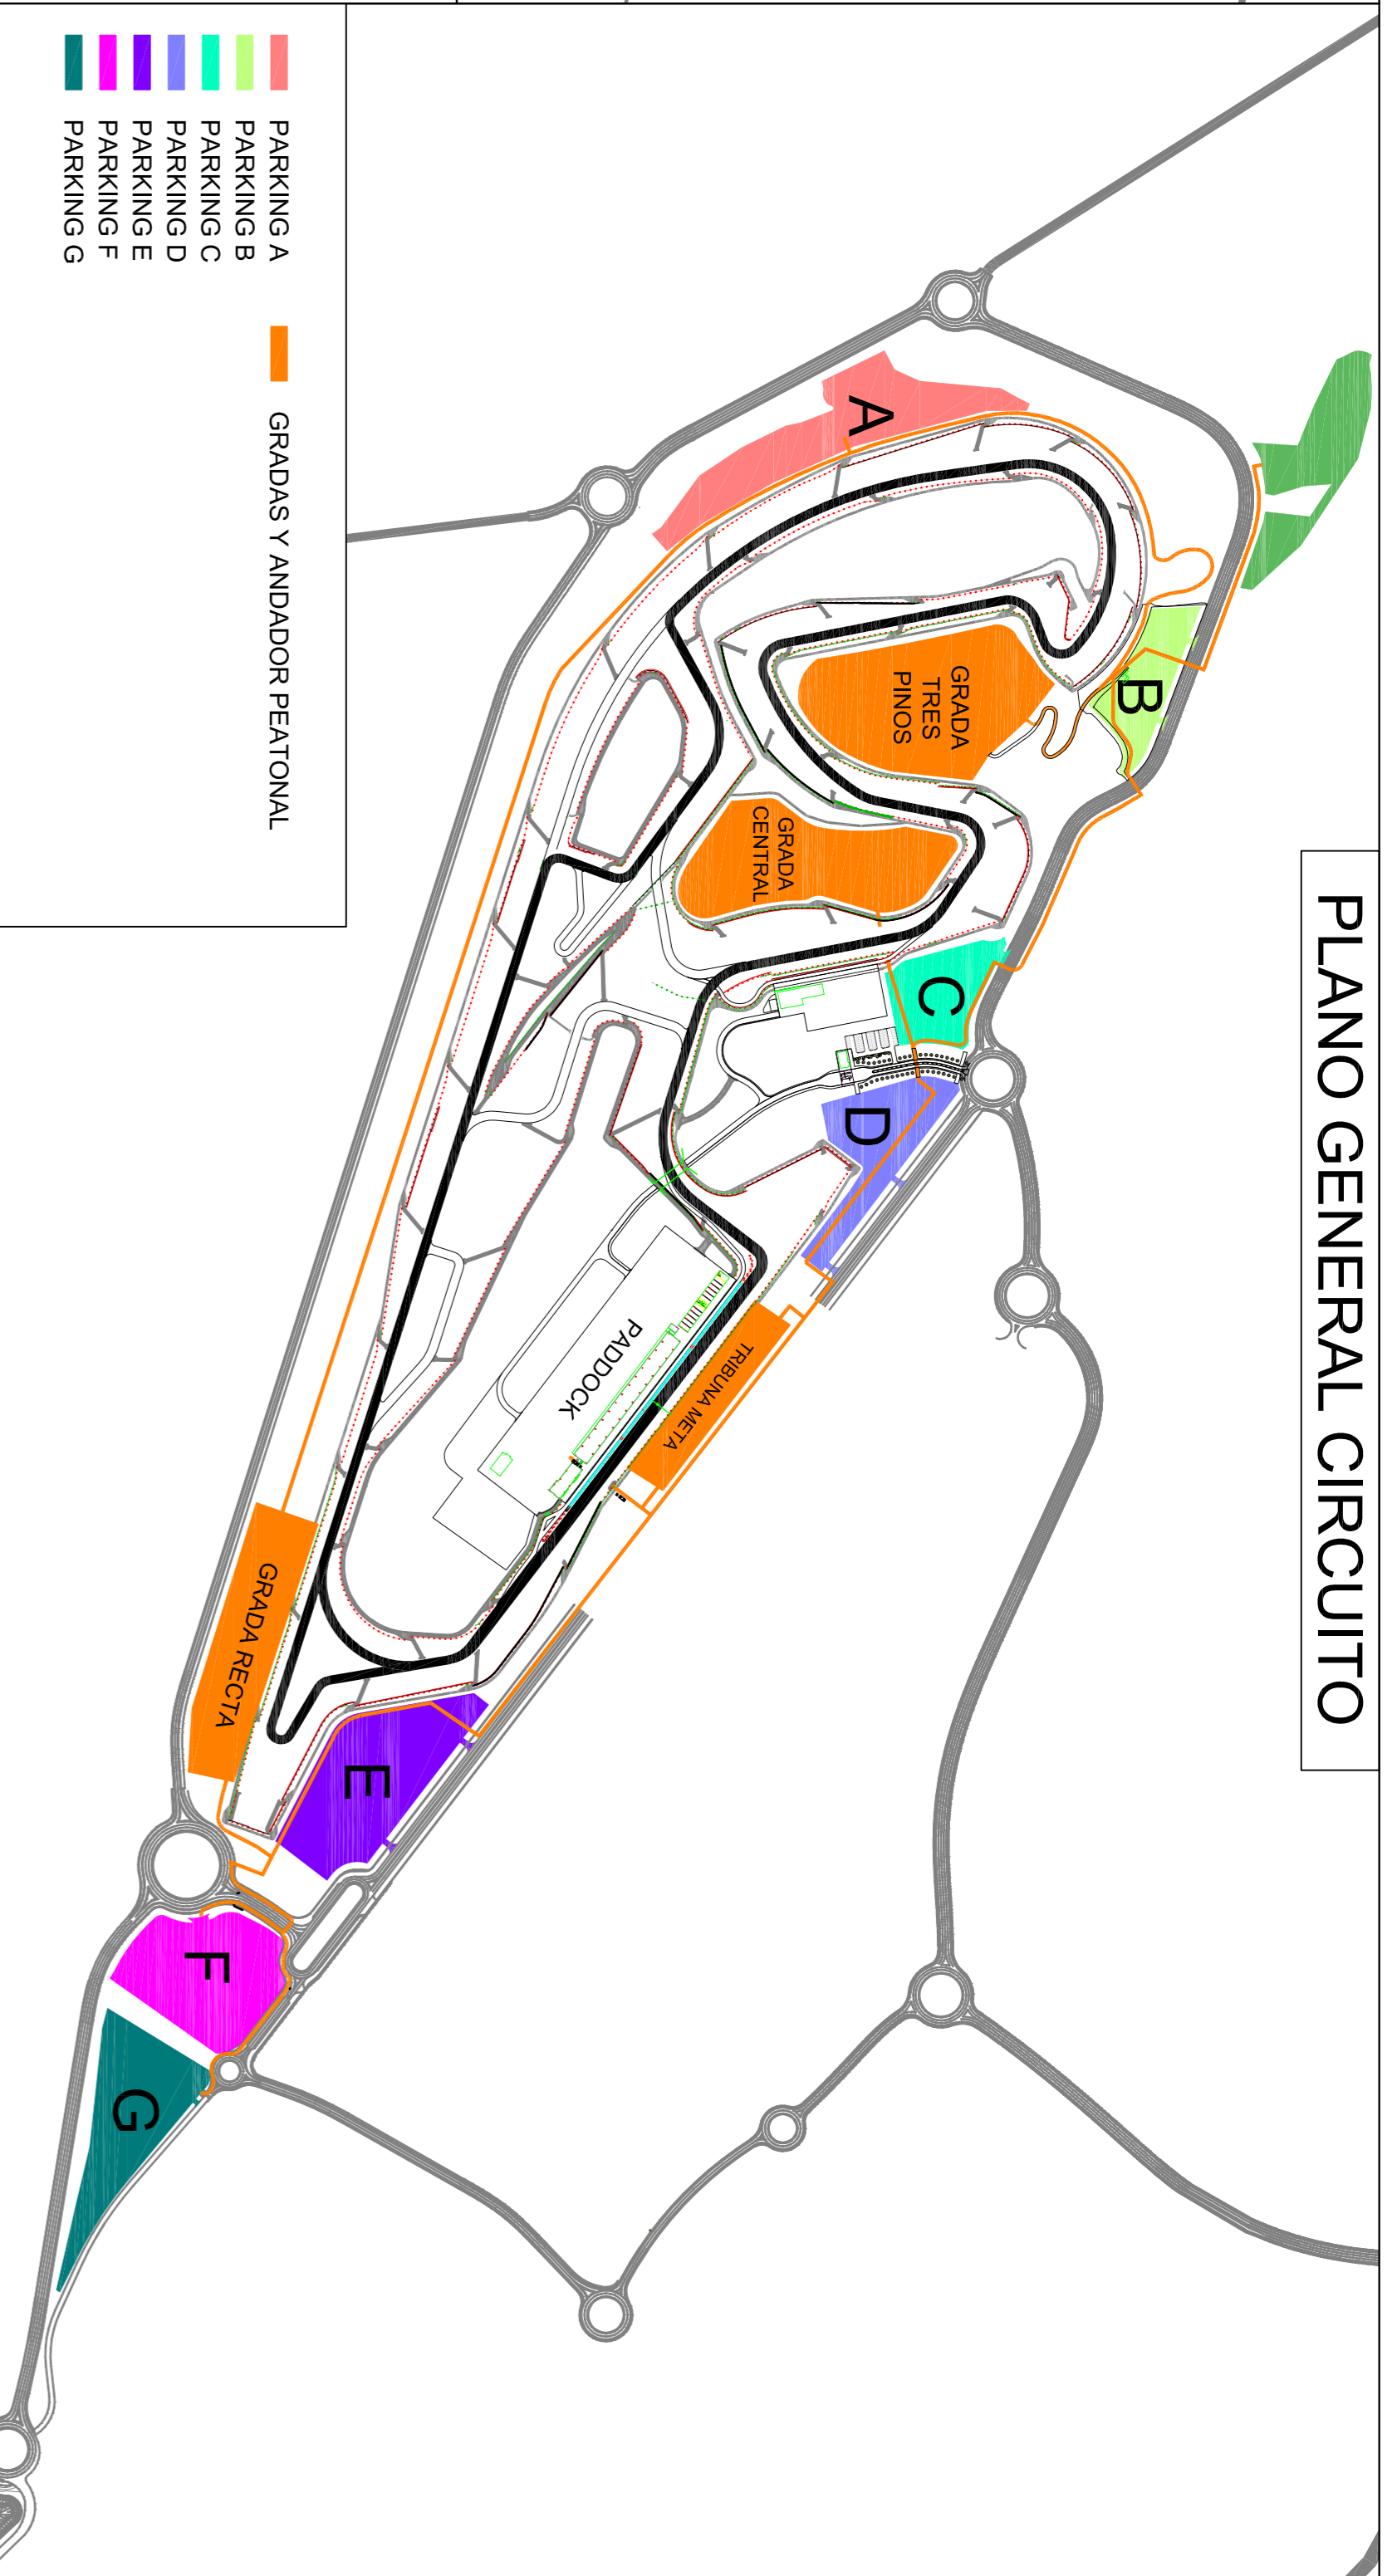 PLANO GENERAL CIRCUITO
A
B
GRADA
TRES
PINOS
GRADA
CENTRAL
C
D
PADDOCK
TRIBUNA META
GRADA RECTA
E
F
G
PARKING A
PARKING B
PARKING C
PARKING D
PARKING E
PARKING F
PARKING G
GRADAS Y ANDADOR PEATONAL